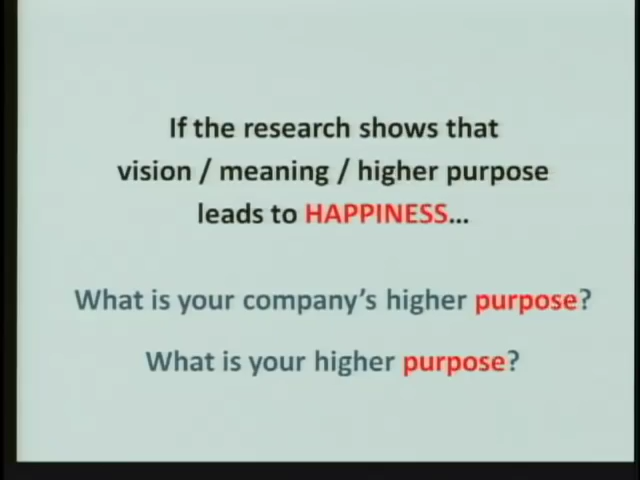 If the research shows that
vision / meaning / higher purpose
leads to HAPPINESS...
What is your company's higher purpose?
What is your higher purpose?